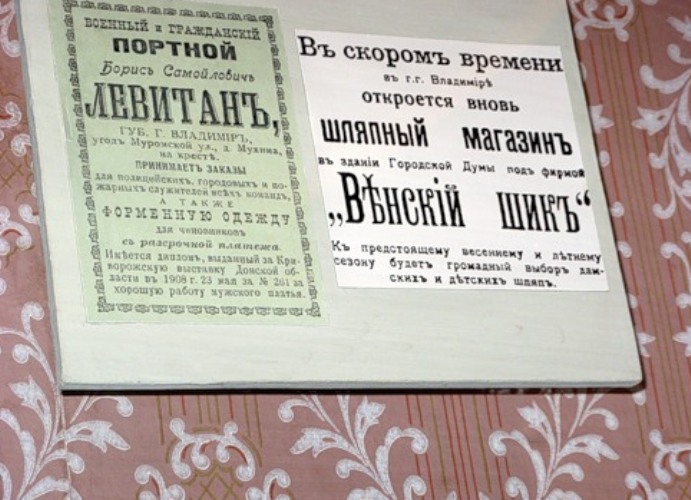 ВОЕННЫЙ и ГРАЖДАНСКІЙ
ПОРТНОЙ
Борисъ Самойловичъ
ЛЕВИТАНЪ,
ГУБ. Г. ВЛАДИМІРЪ,
уголъ Муромской ул., д. Мухина,
на крестѣ.
ПРИНИМАЕТЪ ЗАКАЗЫ
для полицейскихъ, городовыхъ и по-
жарныхъ служителей всѣхъ командъ,
А ТАКЖЕ
ФОРМЕННУЮ ОДЕЖДУ
для чиновниковъ
съ разсрочкой платежа.
Имѣется дипломъ, выданный за Кри-
ворожскую выставку Донской об-
ласти въ 1908 г. 23 мая за № 261 за
хорошую работу мужского платья.
Въ скоромъ времени
въ г.г. Владимірѣ
откроется вновь
шляпный магазинъ
въ зданіи Городской Думы подъ фирмой
„ВѢНСКІЙ ШИКЪ“
Къ предстоящему весеннему и лѣтнему
сезону будетъ громадный выборъ дам-
скихъ и дѣтскихъ шляпъ.